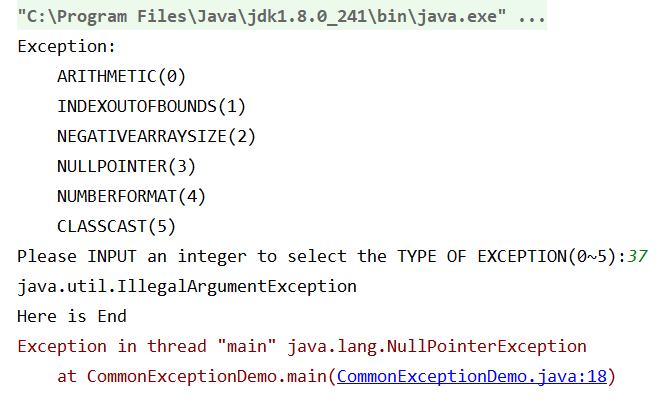 "C:\Program Files\Java\jdk1.8.0_241\bin\java.exe" ...
Exception:
    ARITHMETIC(0)
    INDEXOUTOFBOUNDS(1)
    NEGATIVEARRAYSIZE(2)
    NULLPOINTER(3)
    NUMBERFORMAT(4)
    CLASSCAST(5)
Please INPUT an integer to select the TYPE OF EXCEPTION(0~5):37
java.util.IllegalArgumentException
Here is End
Exception in thread "main" java.lang.NullPointerException
    at CommonExceptionDemo.main(CommonExceptionDemo.java:18)